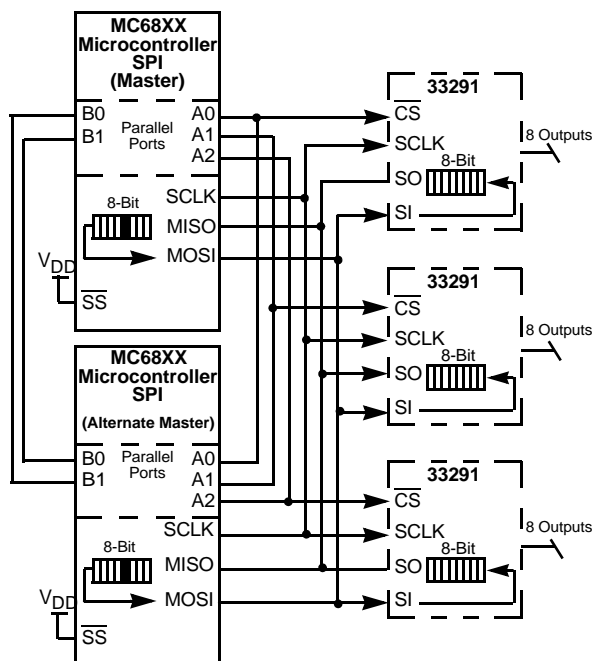 MC68XX
Microcontroller
SPI
(Master)
B0
B1
Parallel
Ports
A0
A1
A2
8-Bit
SCLK
MISO
MOSI
VDD
SS
MC68XX
Microcontroller
SPI
(Alternate Master)
B0
B1
Parallel
Ports
A0
A1
A2
8-Bit
SCLK
MISO
MOSI
VDD
SS
33291
CS
SCLK
8-Bit
SO
SI
8 Outputs
33291
CS
SCLK
8-Bit
SO
SI
8 Outputs
33291
CS
SCLK
8-Bit
SO
SI
8 Outputs